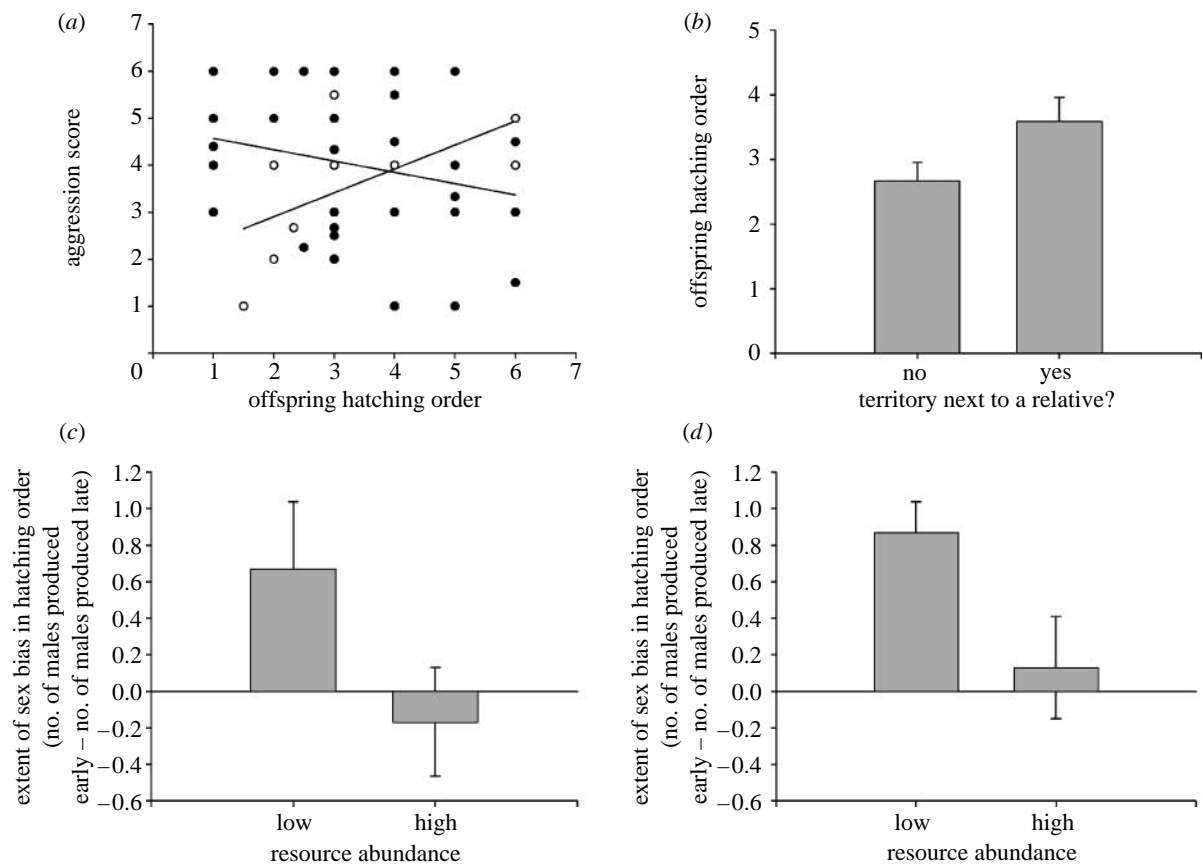 (a)
7
6
5
4
3
2
1
0
1 2 3 4 5 6 7
aggression score
offspring hatching order
(b)
5
4
3
2
1
0
offspring hatching order
no yes
territory next to a relative?
(c)
1.2
1.0
0.8
0.6
0.4
0.2
0.0
–0.2
–0.4
–0.6
extent of sex bias in hatching order
(no. of males produced
early – no. of males produced late)
low high
resource abundance
(d)
1.2
1.0
0.8
0.6
0.4
0.2
0.0
–0.2
–0.4
–0.6
extent of sex bias in hatching order
(no. of males produced
early – no. of males produced late)
low high
resource abundance